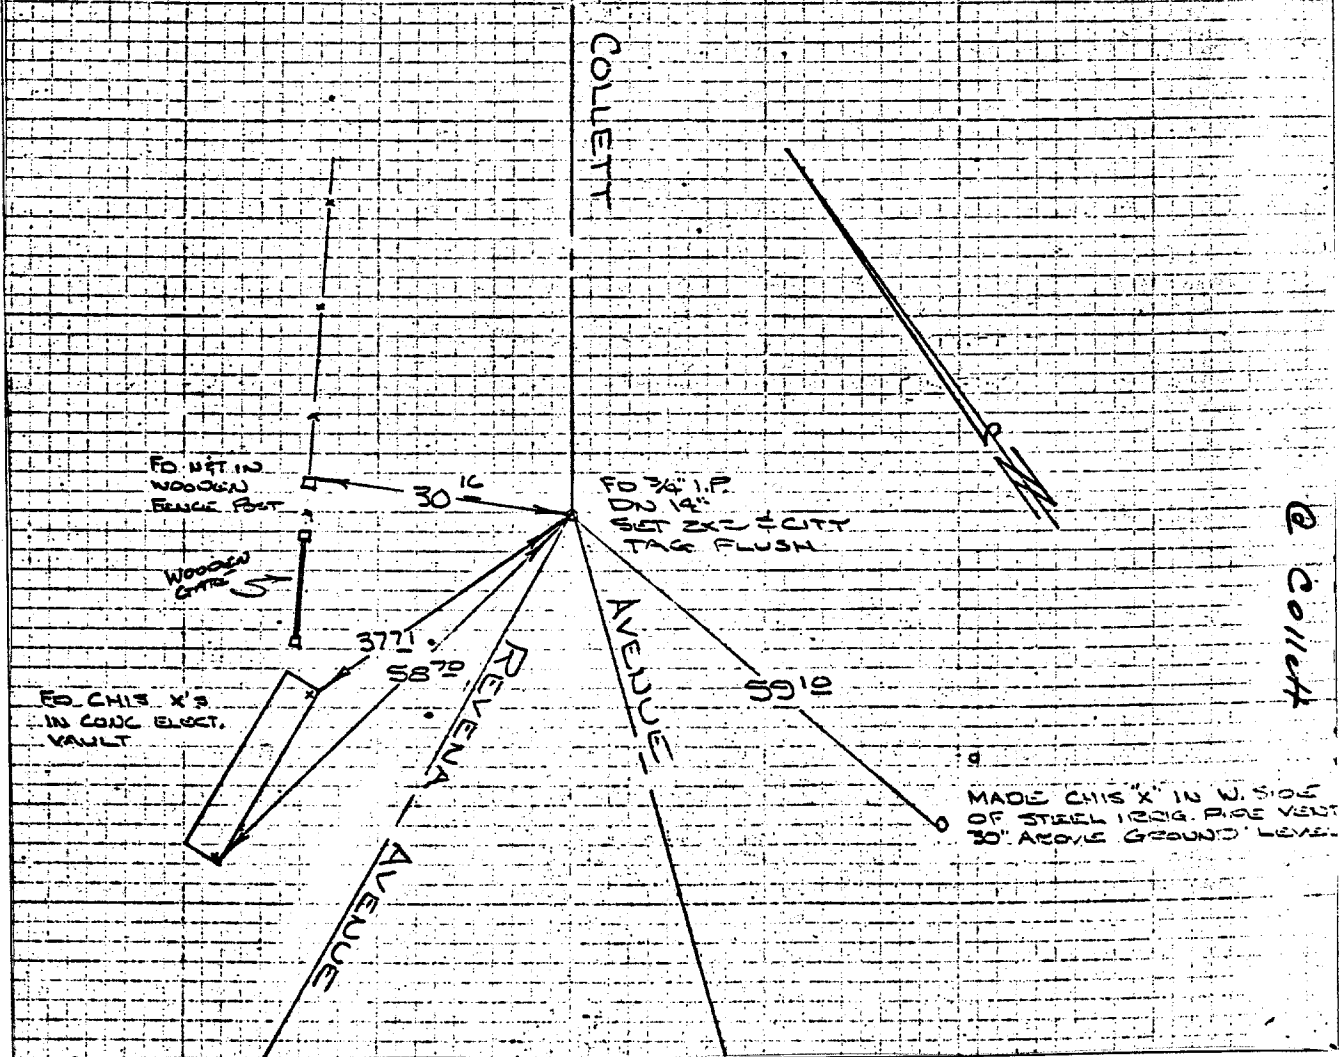 COLLETT
FD N&T IN
WOODEN
FENCE POST
30 16
FD 3/4" I.P.
DN 14"
SET 2X2 & CITY
TAG FLUSH
@ Collett
WOODEN
GATE
37 71
58 70
REVENA
AVENUE
AVENUE
59 10
FD CHIS X'S
IN CONC ELECT.
VAULT
MADE CHIS "X" IN W. SIDE
OF STEEL IRRIG. PIPE VENT
30" ABOVE GROUND LEVEL